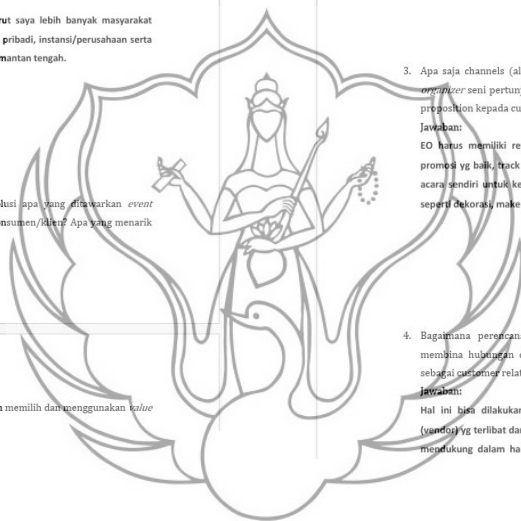 rut saya lebih banyak masyarakat
pribadi, instansi/perusahaan serta
mantan tengah.
lusi apa yang ditawarkan event
nsumen/klien? Apa yang menarik
memilih dan menggunakan value
3. Apa saja channels (al
organizer seni pertun
proposition kepada cu
Jawaban:
EO harus memiliki re
promosi yg baik, track
acara sendiri untuk ke
seperti dekorasi, make
4. Bagaimana perencana
membina hubungan
sebagai customer relat
Jawaban:
Hal ini bisa dilakukan
(vendor) yg terlibat dar
mendukung dalam ha